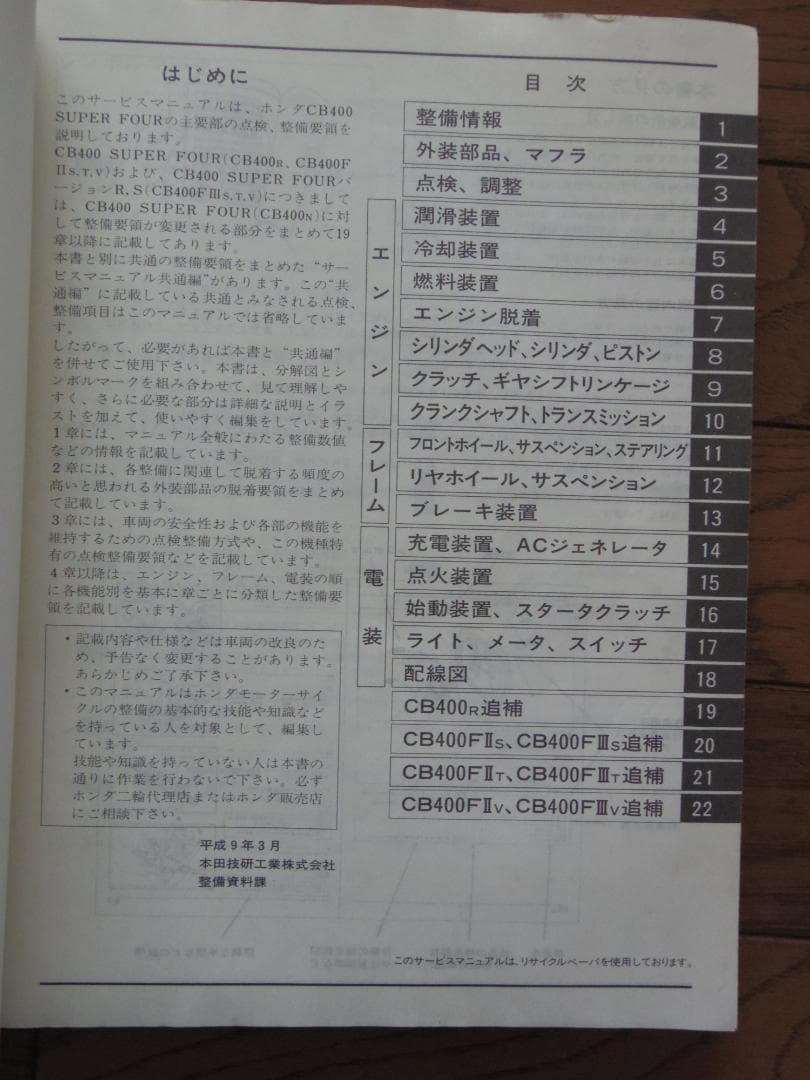 はじめに
このサービスマニュアルは、ホンダCB400
SUPER FOURの主要部の点検、整備要領を
説明しております。
CB400 SUPER FOUR(CB400R、CB400F
ⅡS,T,V)および、CB400 SUPER FOURバ
ージョンR, S(CB400FⅢS,T,V)につきまして
は、CB400 SUPER FOUR(CB400N)に対
して整備要領が変更される部分をまとめて19
章以降に記載してあります。
本書と別に共通の整備要領をまとめた“サー
ビスマニュアル共通編”があります。この“共
通編”に記載している共通とみなされる点検、
整備項目はこのマニュアルでは省略していま
す。
したがって、必要があれば本書と“共通編”
を併せてご使用下さい。本書は、分解図とシ
ンボルマークを組み合わせて、見て理解しや
すく、さらに必要な部分は詳細な説明とイラ
ストを加えて、使いやすく編集をしています。
1章には、マニュアル全般にわたる整備数値
などの情報を記載しています。
2章には、各整備に関連して脱着する頻度の
高いと思われる外装部品の脱着要領をまとめ
て記載しています。
3章には、車両の安全性および各部の機能を
維持するための点検整備方式や、この機種特
有の点検整備要領などを記載しています。
4章以降は、エンジン、フレーム、電装の順
に各機能別を基本に章ごとに分類した整備要
領を記載しています。
・記載内容や仕様などは車両の改良のた
め、予告なく変更することがあります。
あらかじめご了承下さい。
・このマニュアルはホンダモーターサイ
クルの整備の基本的な技能や知識など
を持っている人を対象として、編集し
ています。
技能や知識を持っていない人は本書の
通りに作業を行わないで下さい。必ず
ホンダ二輪代理店またはホンダ販売店
にご相談下さい。
平成9年3月
本田技研工業株式会社
整備資料課
目次
整備情報 1
外装部品、マフラ 2
点検、調整 3
エンジン
潤滑装置 4
冷却装置 5
燃料装置 6
エンジン脱着 7
シリンダヘッド、シリンダ、ピストン 8
クラッチ、ギヤシフトリンケージ 9
クランクシャフト、トランスミッション 10
フレーム
フロントホイール、サスペンション、ステアリング 11
リヤホイール、サスペンション 12
ブレーキ装置 13
電装
充電装置、ACジェネレータ 14
点火装置 15
始動装置、スタータクラッチ 16
ライト、メータ、スイッチ 17
配線図 18
CB400R追補 19
CB400FⅡS、CB400FⅢS追補 20
CB400FⅡT、CB400FⅢT追補 21
CB400FⅡV、CB400FⅢV追補 22
このサービスマニュアルは、リサイクルペーパを使用しております。